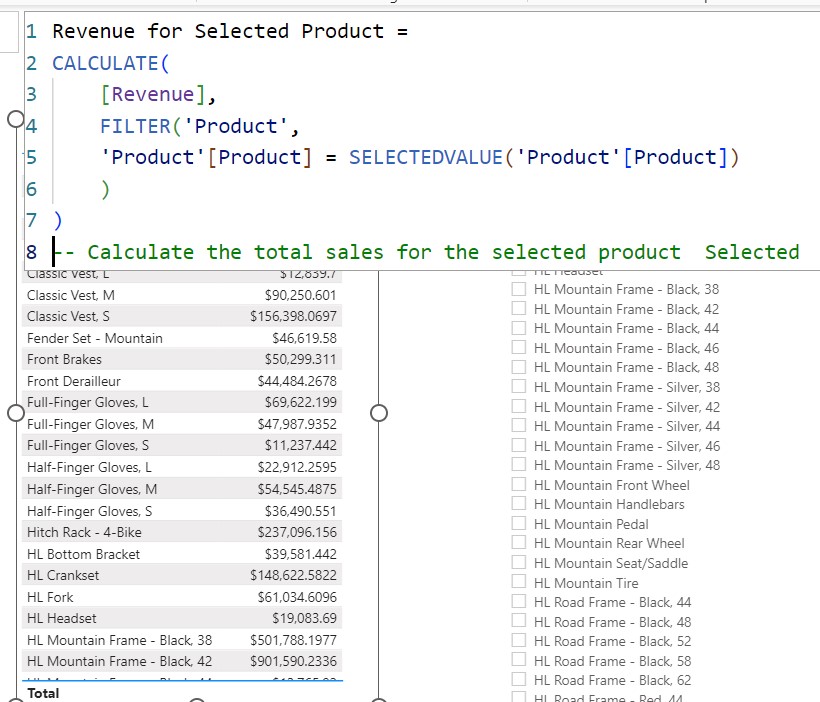 1 Revenue for Selected Product =
2 CALCULATE(
3 [Revenue],
4 FILTER('Product',
5 'Product'[Product] = SELECTEDVALUE('Product'[Product])
6 )
7 )
8 -- Calculate the total sales for the selected product  Selected
Classic Vest, L $12,839.7
Classic Vest, M $90,250.601
Classic Vest, S $156,398.0697
Fender Set - Mountain $46,619.58
Front Brakes $50,299.311
Front Derailleur $44,484.2678
Full-Finger Gloves, L $69,622.199
Full-Finger Gloves, M $47,987.9352
Full-Finger Gloves, S $11,237.442
Half-Finger Gloves, L $22,912.2595
Half-Finger Gloves, M $54,545.4875
Half-Finger Gloves, S $36,490.551
Hitch Rack - 4-Bike $237,096.156
HL Bottom Bracket $39,581.442
HL Crankset $148,622.5822
HL Fork $61,034.6096
HL Headset $19,083.69
HL Mountain Frame - Black, 38 $501,788.1977
HL Mountain Frame - Black, 42 $901,590.2336
Total
HL Headset
HL Mountain Frame - Black, 38
HL Mountain Frame - Black, 42
HL Mountain Frame - Black, 44
HL Mountain Frame - Black, 46
HL Mountain Frame - Black, 48
HL Mountain Frame - Silver, 38
HL Mountain Frame - Silver, 42
HL Mountain Frame - Silver, 44
HL Mountain Frame - Silver, 46
HL Mountain Frame - Silver, 48
HL Mountain Front Wheel
HL Mountain Handlebars
HL Mountain Pedal
HL Mountain Rear Wheel
HL Mountain Seat/Saddle
HL Mountain Tire
HL Road Frame - Black, 44
HL Road Frame - Black, 48
HL Road Frame - Black, 52
HL Road Frame - Black, 58
HL Road Frame - Black, 62
HL Road Frame - Red, 44